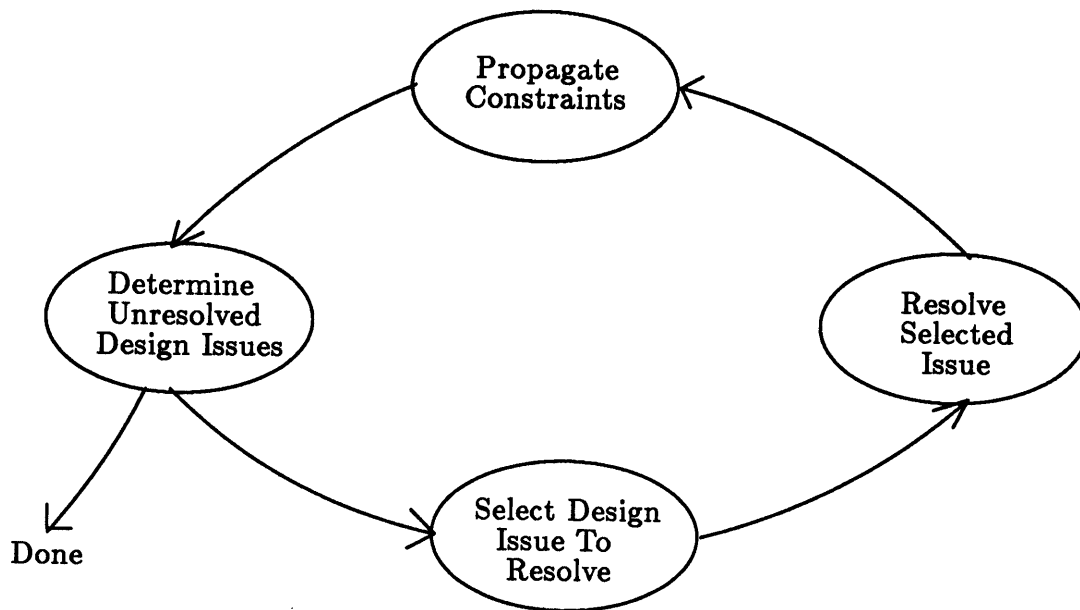 Propagate
Constraints
Determine
Unresolved
Design Issues
Resolve
Selected
Issue
Select Design
Issue To
Resolve
Done